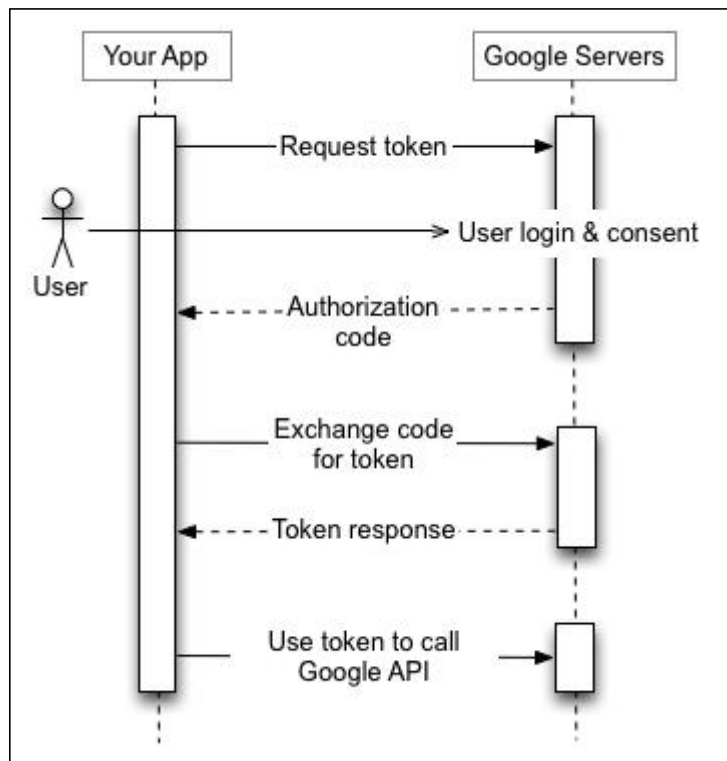 Your App
Google Servers
Request token
User login & consent
User
Authorization
code
Exchange code
for token
Token response
Use token to call
Google API